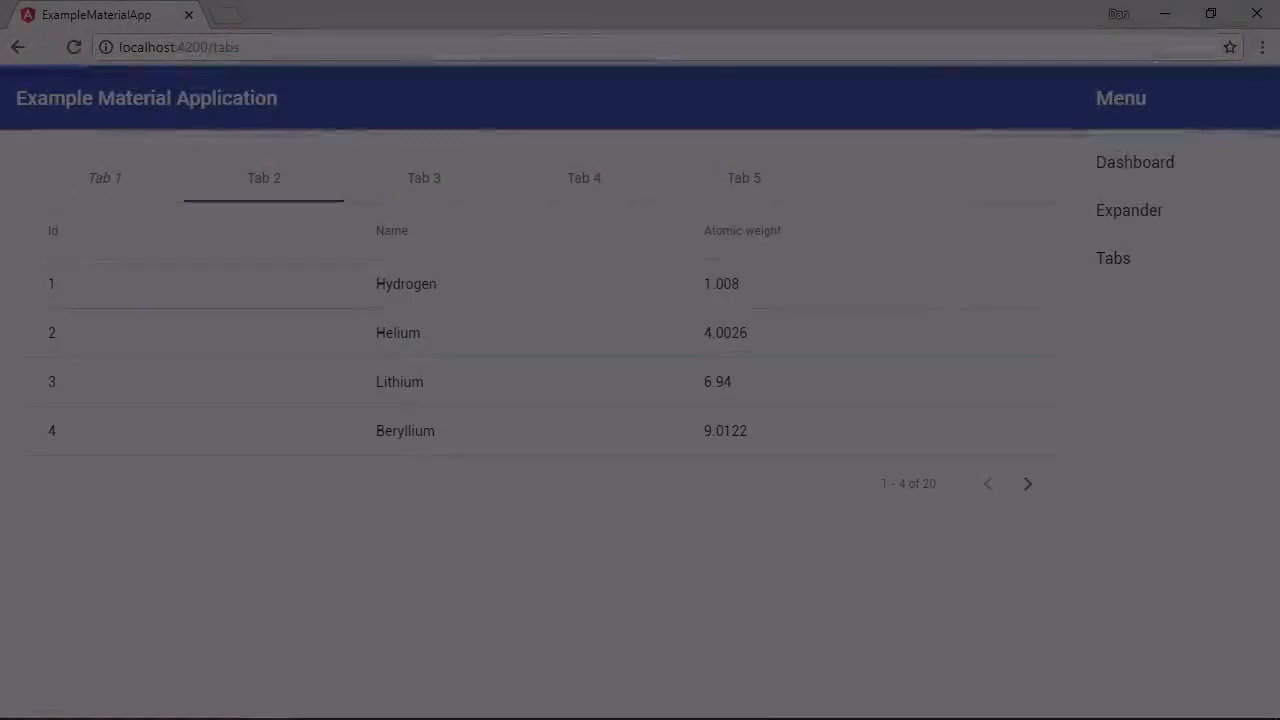 ExampleMaterialApp
Dan
localhost:4200/tabs
Example Material Application
Menu
Tab 1 Tab 2 Tab 3 Tab 4 Tab 5
Dashboard
Expander
Tabs
Id Name Atomic weight
1 Hydrogen 1.008
2 Helium 4.0026
3 Lithium 6.94
4 Beryllium 9.0122
1 - 4 of 20